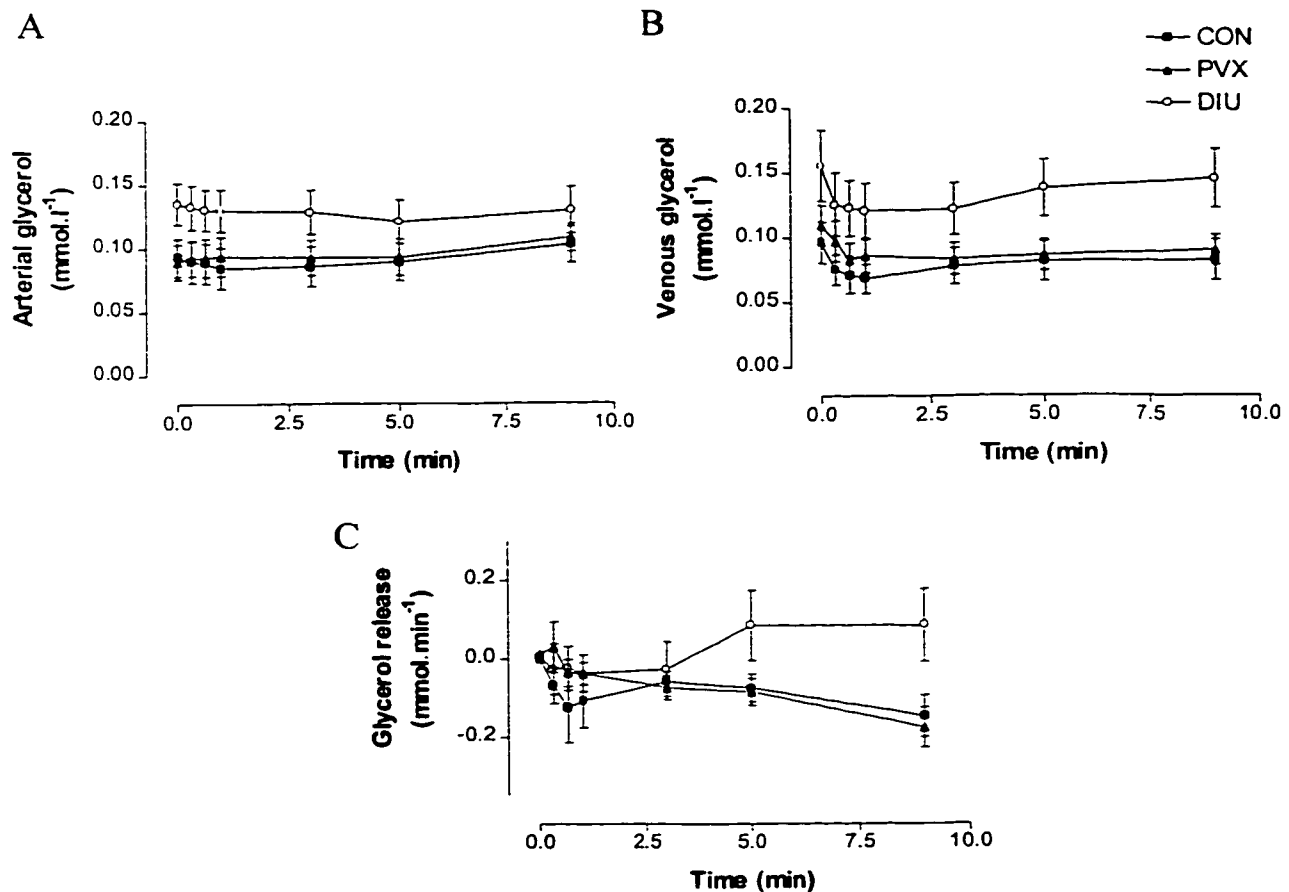 A
Arterial glycerol
(mmol.l⁻¹)
0.20
0.15
0.10
0.05
0.00
0.0 2.5 5.0 7.5 10.0
Time (min)
B
CON
PVX
DIU
Venous glycerol
(mmol.l⁻¹)
0.20
0.15
0.10
0.05
0.00
0.0 2.5 5.0 7.5 10.0
Time (min)
C
Glycerol release
(mmol.min⁻¹)
0.2
0.0
-0.2
0.0 2.5 5.0 7.5 10.0
Time (min)